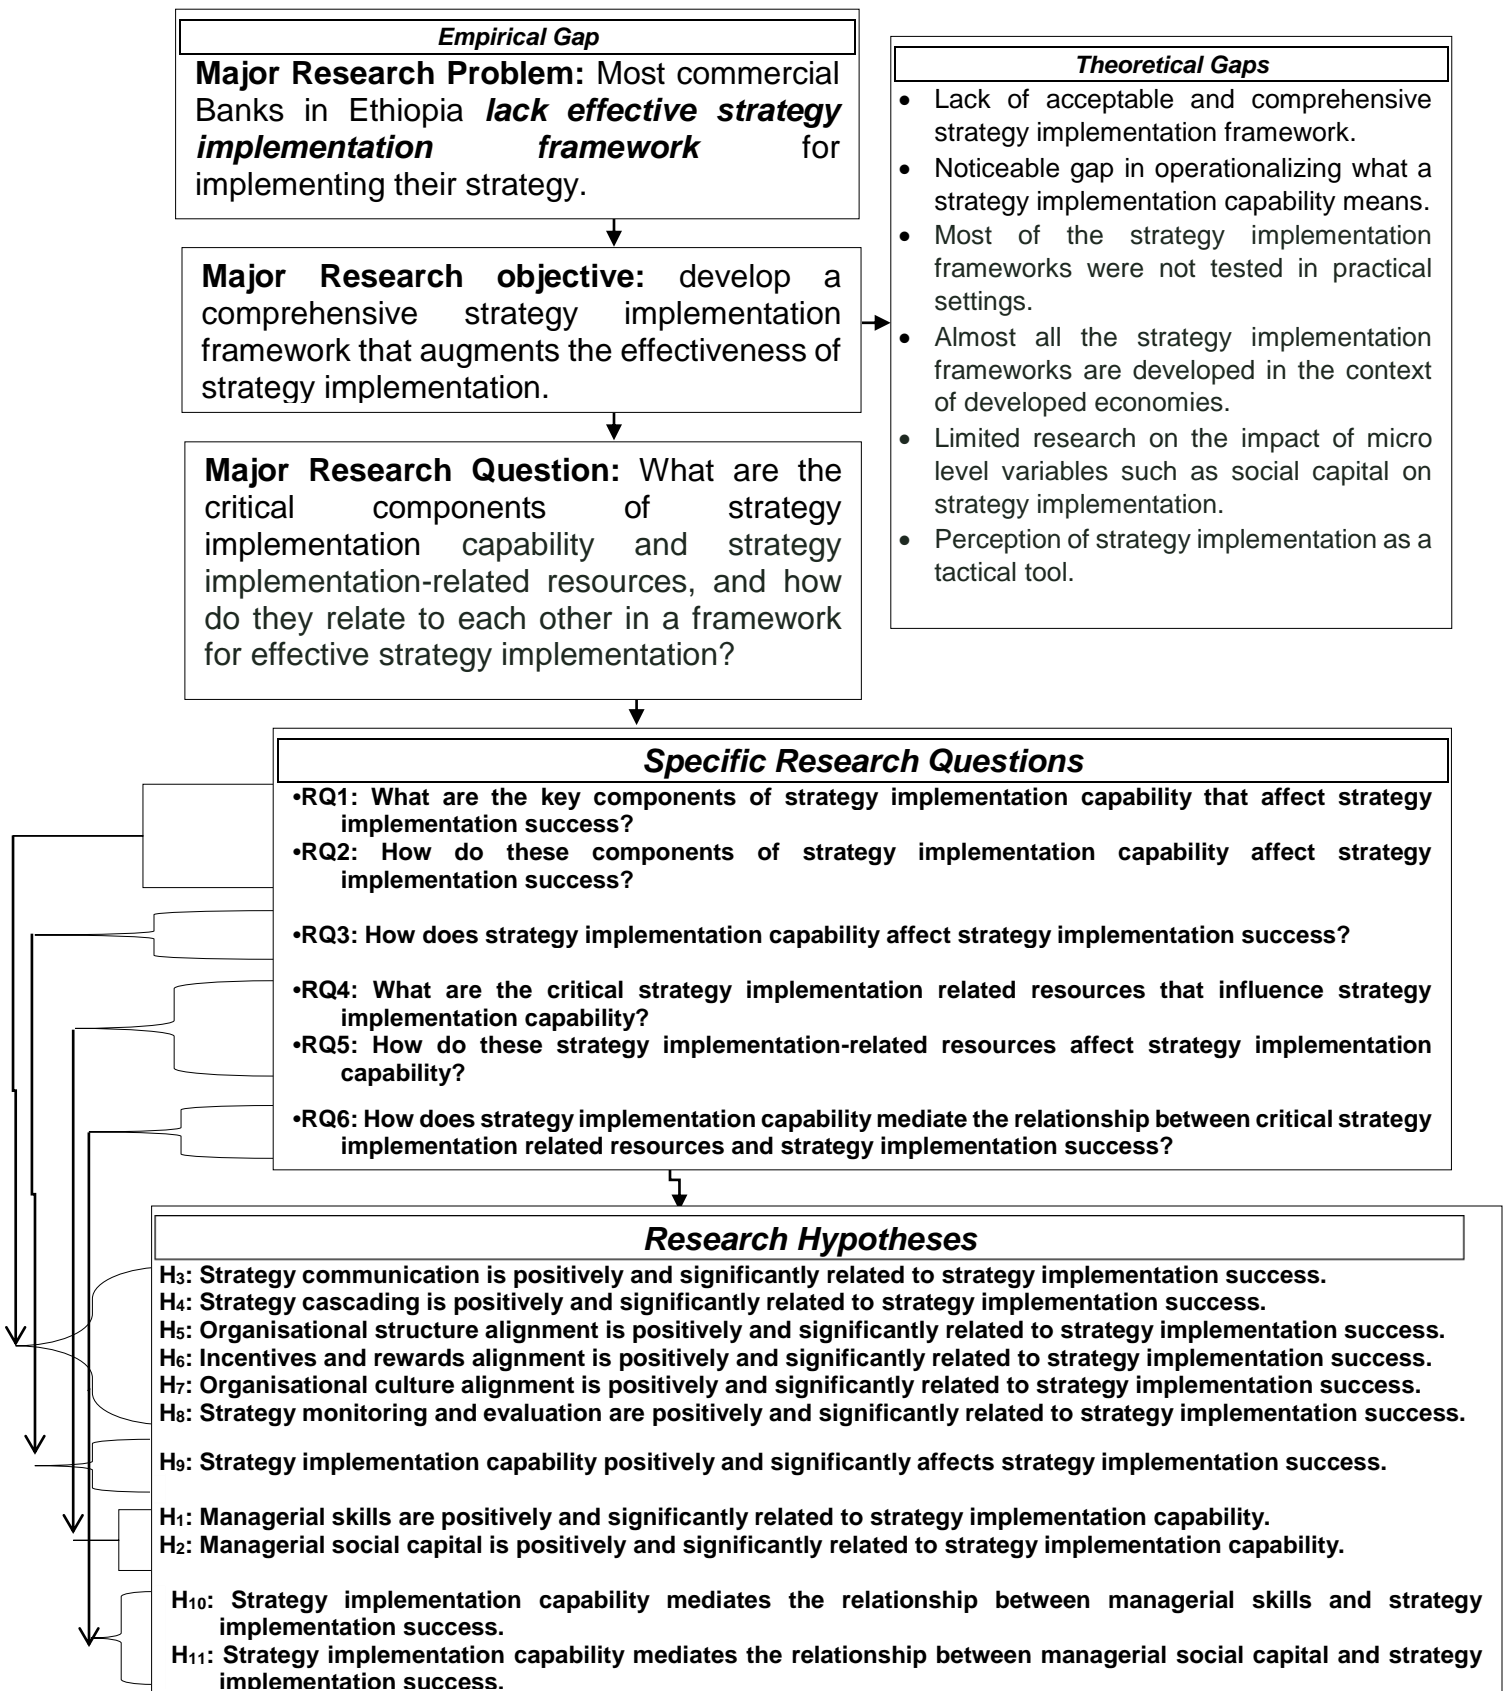 Empirical Gap
Major Research Problem: Most commercial
Banks in Ethiopia lack effective strategy
implementation framework for
implementing their strategy.
Theoretical Gaps
• Lack of acceptable and comprehensive
strategy implementation framework.
• Noticeable gap in operationalizing what a
strategy implementation capability means.
• Most of the strategy implementation
frameworks were not tested in practical
settings.
• Almost all the strategy implementation
frameworks are developed in the context
of developed economies.
• Limited research on the impact of micro
level variables such as social capital on
strategy implementation.
• Perception of strategy implementation as a
tactical tool.
Major Research objective: develop a
comprehensive strategy implementation
framework that augments the effectiveness of
strategy implementation.
Major Research Question: What are the
critical components of strategy
implementation capability and strategy
implementation-related resources, and how
do they relate to each other in a framework
for effective strategy implementation?
Specific Research Questions
•RQ1: What are the key components of strategy implementation capability that affect strategy
implementation success?
•RQ2: How do these components of strategy implementation capability affect strategy
implementation success?
•RQ3: How does strategy implementation capability affect strategy implementation success?
•RQ4: What are the critical strategy implementation related resources that influence strategy
implementation capability?
•RQ5: How do these strategy implementation-related resources affect strategy implementation
capability?
•RQ6: How does strategy implementation capability mediate the relationship between critical strategy
implementation related resources and strategy implementation success?
Research Hypotheses
H3: Strategy communication is positively and significantly related to strategy implementation success.
H4: Strategy cascading is positively and significantly related to strategy implementation success.
H5: Organisational structure alignment is positively and significantly related to strategy implementation success.
H6: Incentives and rewards alignment is positively and significantly related to strategy implementation success.
H7: Organisational culture alignment is positively and significantly related to strategy implementation success.
H8: Strategy monitoring and evaluation are positively and significantly related to strategy implementation success.
H9: Strategy implementation capability positively and significantly affects strategy implementation success.
H1: Managerial skills are positively and significantly related to strategy implementation capability.
H2: Managerial social capital is positively and significantly related to strategy implementation capability.
H10: Strategy implementation capability mediates the relationship between managerial skills and strategy
implementation success.
H11: Strategy implementation capability mediates the relationship between managerial social capital and strategy
implementation success.